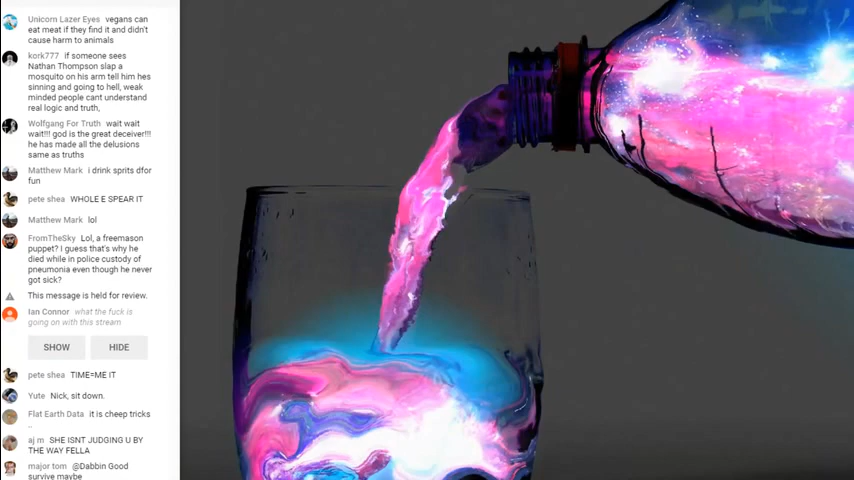 Unicorn Lazer Eyes vegans can
eat meat if they find it and didn't
cause harm to animals
kork777 if someone sees
Nathan Thompson slap a
mosquito on his arm tell him hes
sinning and going to hell, weak
minded people cant understand
real logic and truth,
Wolfgang For Truth wait wait
wait!!! god is the great deceiver!!!
he has made all the delusions
same as truths
Matthew Mark i drink sprits dfor
fun
pete shea WHOLE E SPEAR IT
Matthew Mark lol
FromTheSky Lol, a freemason
puppet? I guess that's why he
died while in police custody of
pneumonia even though he never
got sick?
This message is held for review.
Ian Connor what the fuck is
going on with this stream
SHOW HIDE
pete shea TIME=ME IT
Yute Nick, sit down.
Flat Earth Data it is cheep tricks
..
aj m SHE ISNT JUDGING U BY
THE WAY FELLA
major tom @Dabbin Good
survive maybe